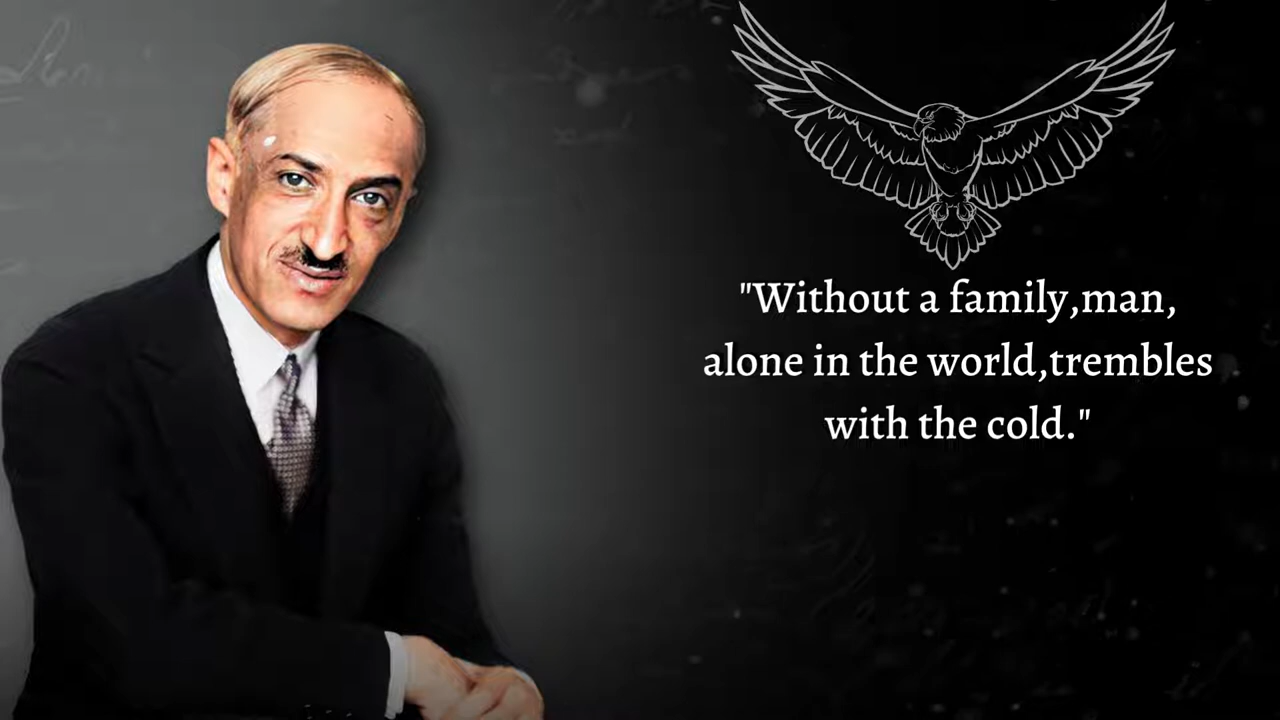 "Without a family,man,
alone in the world,trembles
with the cold."